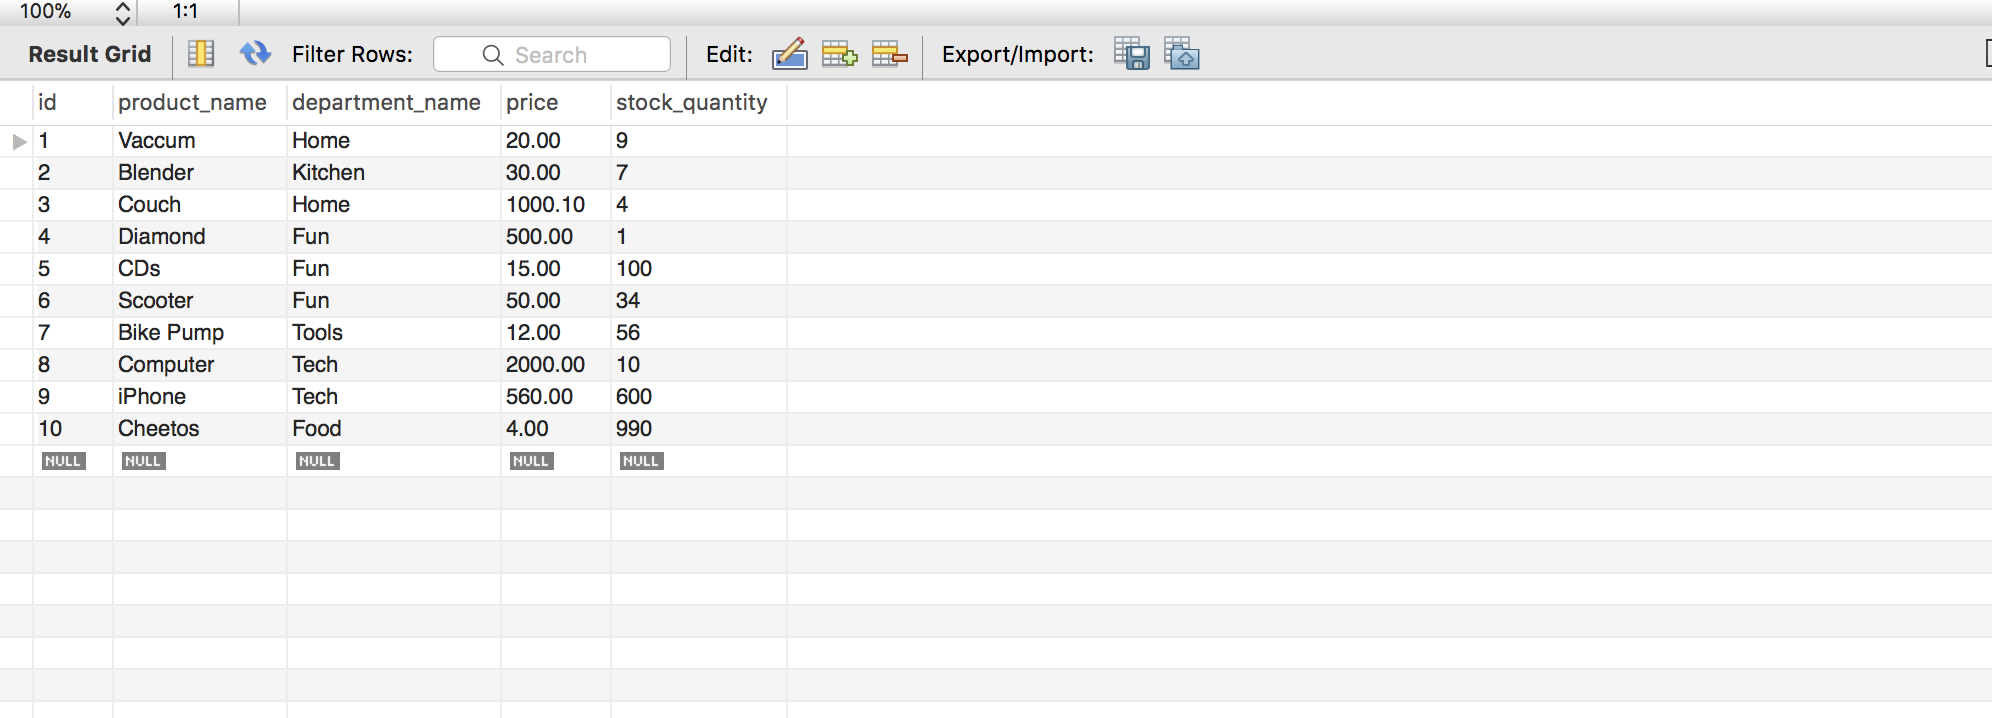 100% 1:1
Result Grid Filter Rows: Search Edit: Export/Import:
id product_name department_name price stock_quantity
1 Vaccum Home 20.00 9
2 Blender Kitchen 30.00 7
3 Couch Home 1000.10 4
4 Diamond Fun 500.00 1
5 CDs Fun 15.00 100
6 Scooter Fun 50.00 34
7 Bike Pump Tools 12.00 56
8 Computer Tech 2000.00 10
9 iPhone Tech 560.00 600
10 Cheetos Food 4.00 990
NULL NULL NULL NULL NULL